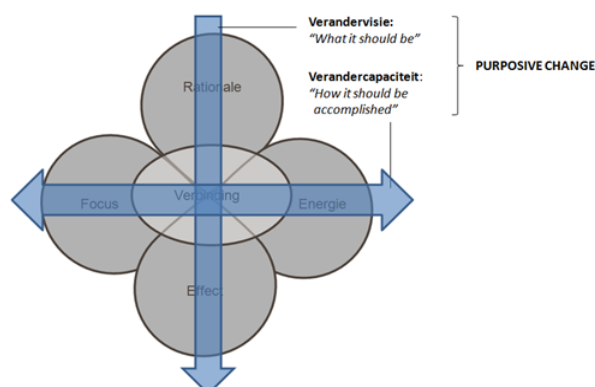 Verandervisie:
“What it should be”
PURPOSIVE CHANGE
Verandercapaciteit:
“How it should be
accomplished”
Rationale
Verbinding
Focus
Energie
Effect